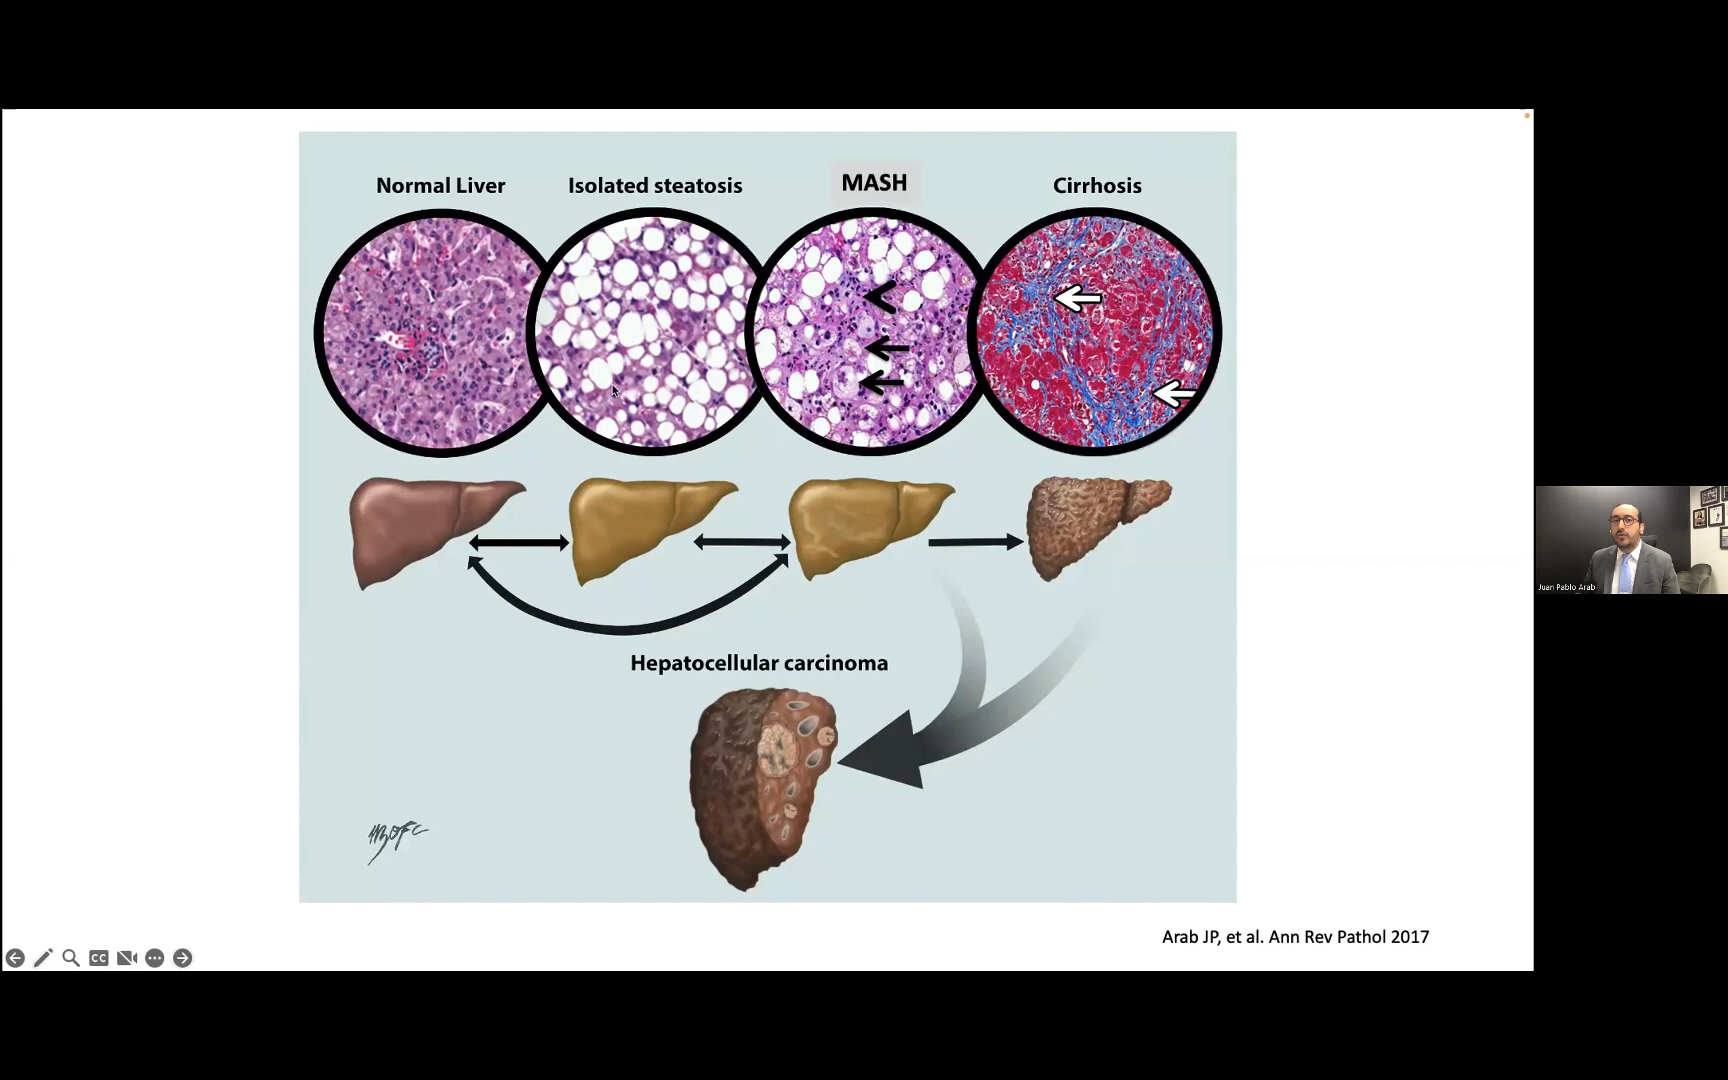 Normal Liver
Isolated steatosis
MASH
Cirrhosis
Hepatocellular carcinoma
Arab JP, et al. Ann Rev Pathol 2017
CC
Juan Pablo Arab